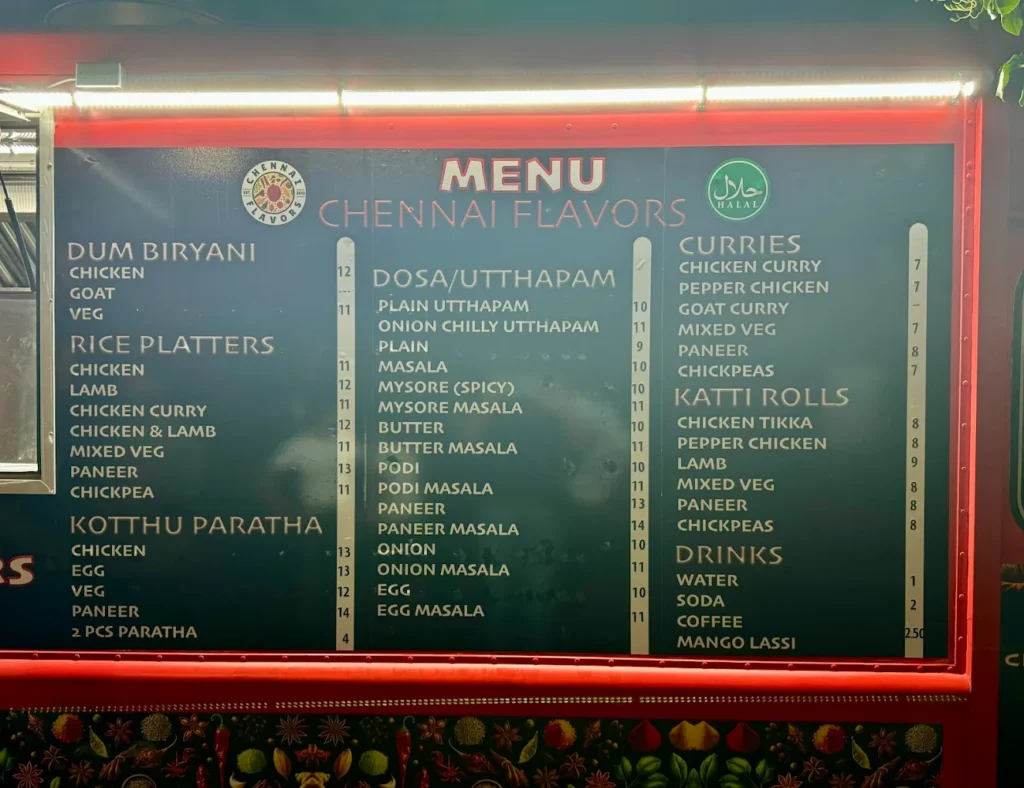 MENU
CHENNAI FLAVORS
CHENNAI FLAVORS
حلال
HALAL
DUM BIRYANI
CHICKEN 12
GOAT ---
VEG 11
RICE PLATTERS
CHICKEN 11
LAMB 12
CHICKEN CURRY 11
CHICKEN & LAMB 12
MIXED VEG 11
PANEER 13
CHICKPEA 11
KOTTHU PARATHA
CHICKEN 13
EGG 13
VEG 12
PANEER 14
2 PCS PARATHA 4
DOSA/UTTHAPAM
PLAIN UTTHAPAM 10
ONION CHILLY UTTHAPAM 11
PLAIN 9
MASALA 10
MYSORE (SPICY) 10
MYSORE MASALA 11
BUTTER 10
BUTTER MASALA 11
PODI 10
PODI MASALA 11
PANEER 13
PANEER MASALA 14
ONION 10
ONION MASALA 11
EGG 10
EGG MASALA 11
CURRIES
CHICKEN CURRY 7
PEPPER CHICKEN 7
GOAT CURRY –
MIXED VEG 7
PANEER 8
CHICKPEAS 7
KATTI ROLLS
CHICKEN TIKKA 8
PEPPER CHICKEN 8
LAMB 9
MIXED VEG 8
PANEER 8
CHICKPEAS 8
DRINKS
WATER 1
SODA 2
COFFEE
MANGO LASSI 2.50
RS